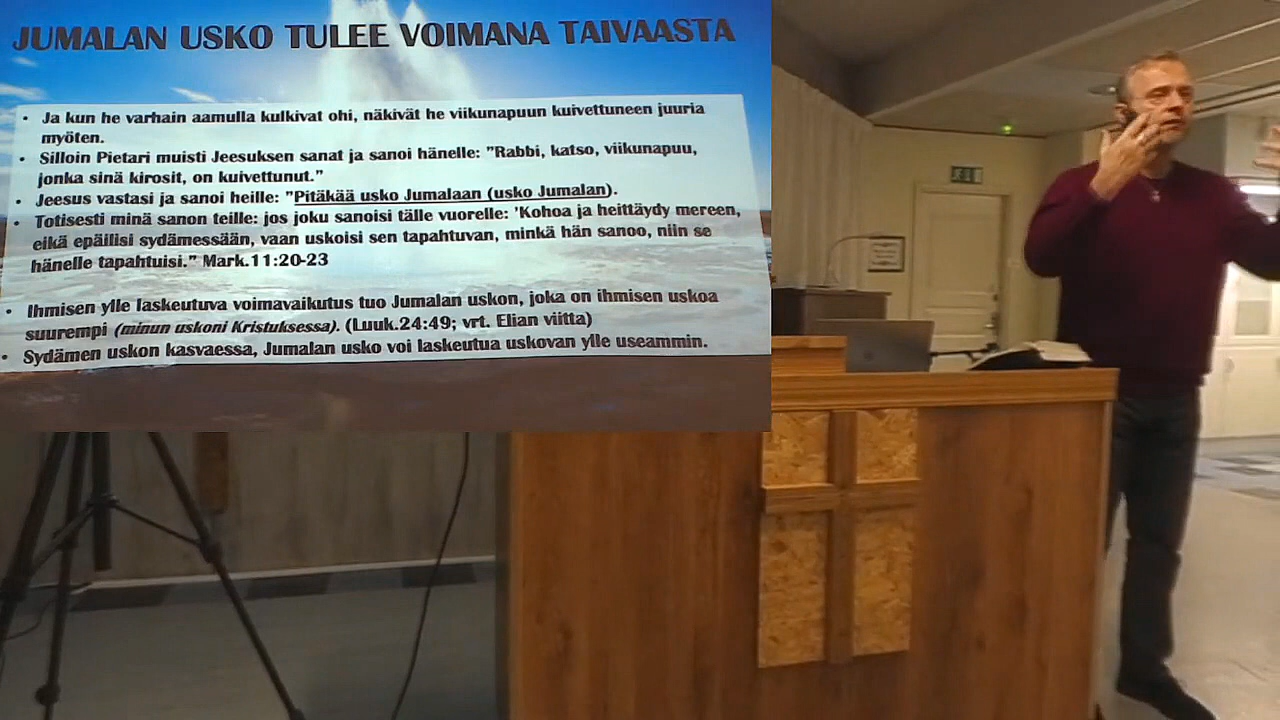 JUMALAN USKO TULEE VOIMANA TAIVAASTA
• Ja kun he varhain aamulla kulkivat ohi, näkivät he viikunapuun kuivettuneen juuria
myöten.
• Silloin Pietari muisti Jeesuksen sanat ja sanoi hänelle: ”Rabbi, katso, viikunapuu,
jonka sinä kirosit, on kuivettunut.”
• Jeesus vastasi ja sanoi heille: ”Pitäkää usko Jumalaan (usko Jumalan).
• Totisesti minä sanon teille: jos joku sanoisi tälle vuorelle: 'Kohoa ja heittäydy mereen,
eikä epäilisi sydämessään, vaan uskoisi sen tapahtuvan, minkä hän sanoo, niin se
hänelle tapahtuisi.” Mark.11:20-23
• Ihmisen ylle laskeutuva voimavaikutus tuo Jumalan uskon, joka on ihmisen uskoa
suurempi (minun uskoni Kristuksessa). (Luuk.24:49; vrt. Elian viitta)
• Sydämen uskon kasvaessa, Jumalan usko voi laskeutua uskovan ylle useammin.